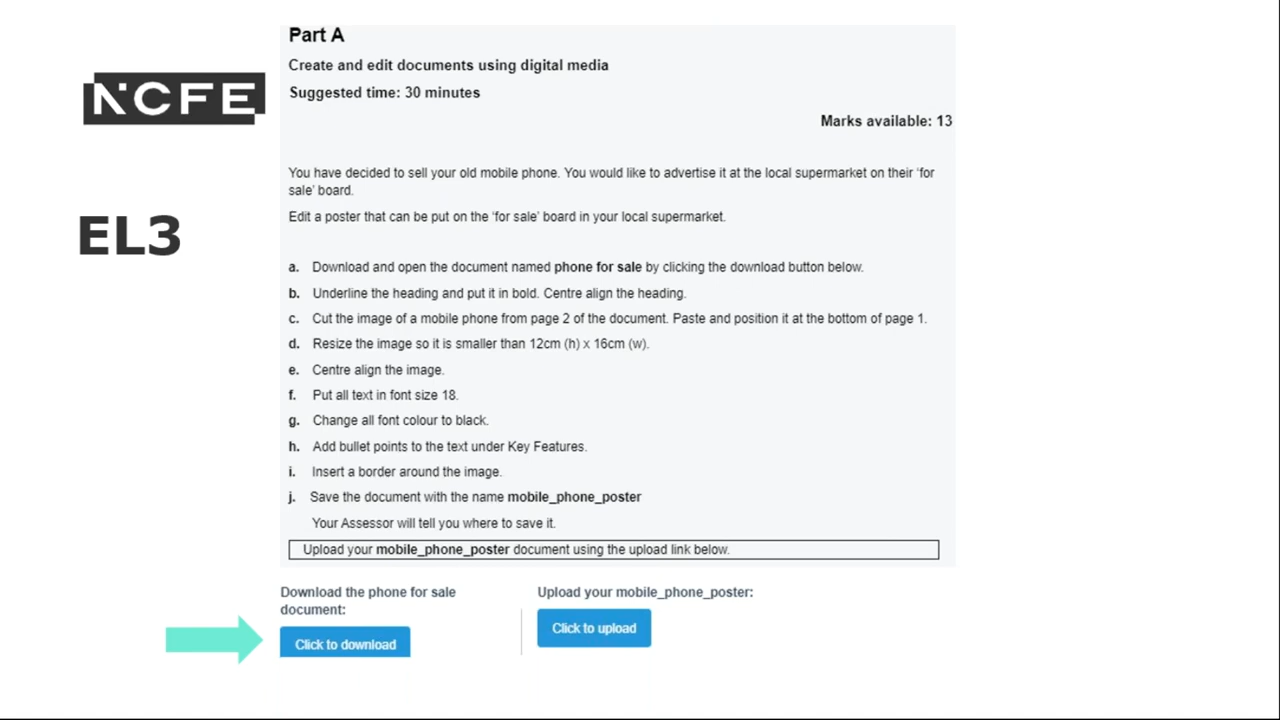 Part A
Create and edit documents using digital media
Suggested time: 30 minutes
Marks available: 13
NCFE
EL3
You have decided to sell your old mobile phone. You would like to advertise it at the local supermarket on their ‘for
sale’ board.
Edit a poster that can be put on the ‘for sale’ board in your local supermarket.
a. Download and open the document named phone for sale by clicking the download button below.
b. Underline the heading and put it in bold. Centre align the heading.
c. Cut the image of a mobile phone from page 2 of the document. Paste and position it at the bottom of page 1.
d. Resize the image so it is smaller than 12cm (h) x 16cm (w).
e. Centre align the image.
f. Put all text in font size 18.
g. Change all font colour to black.
h. Add bullet points to the text under Key Features.
i. Insert a border around the image.
j. Save the document with the name mobile_phone_poster
Your Assessor will tell you where to save it.
Upload your mobile_phone_poster document using the upload link below.
Download the phone for sale
document:
Click to download
Upload your mobile_phone_poster:
Click to upload